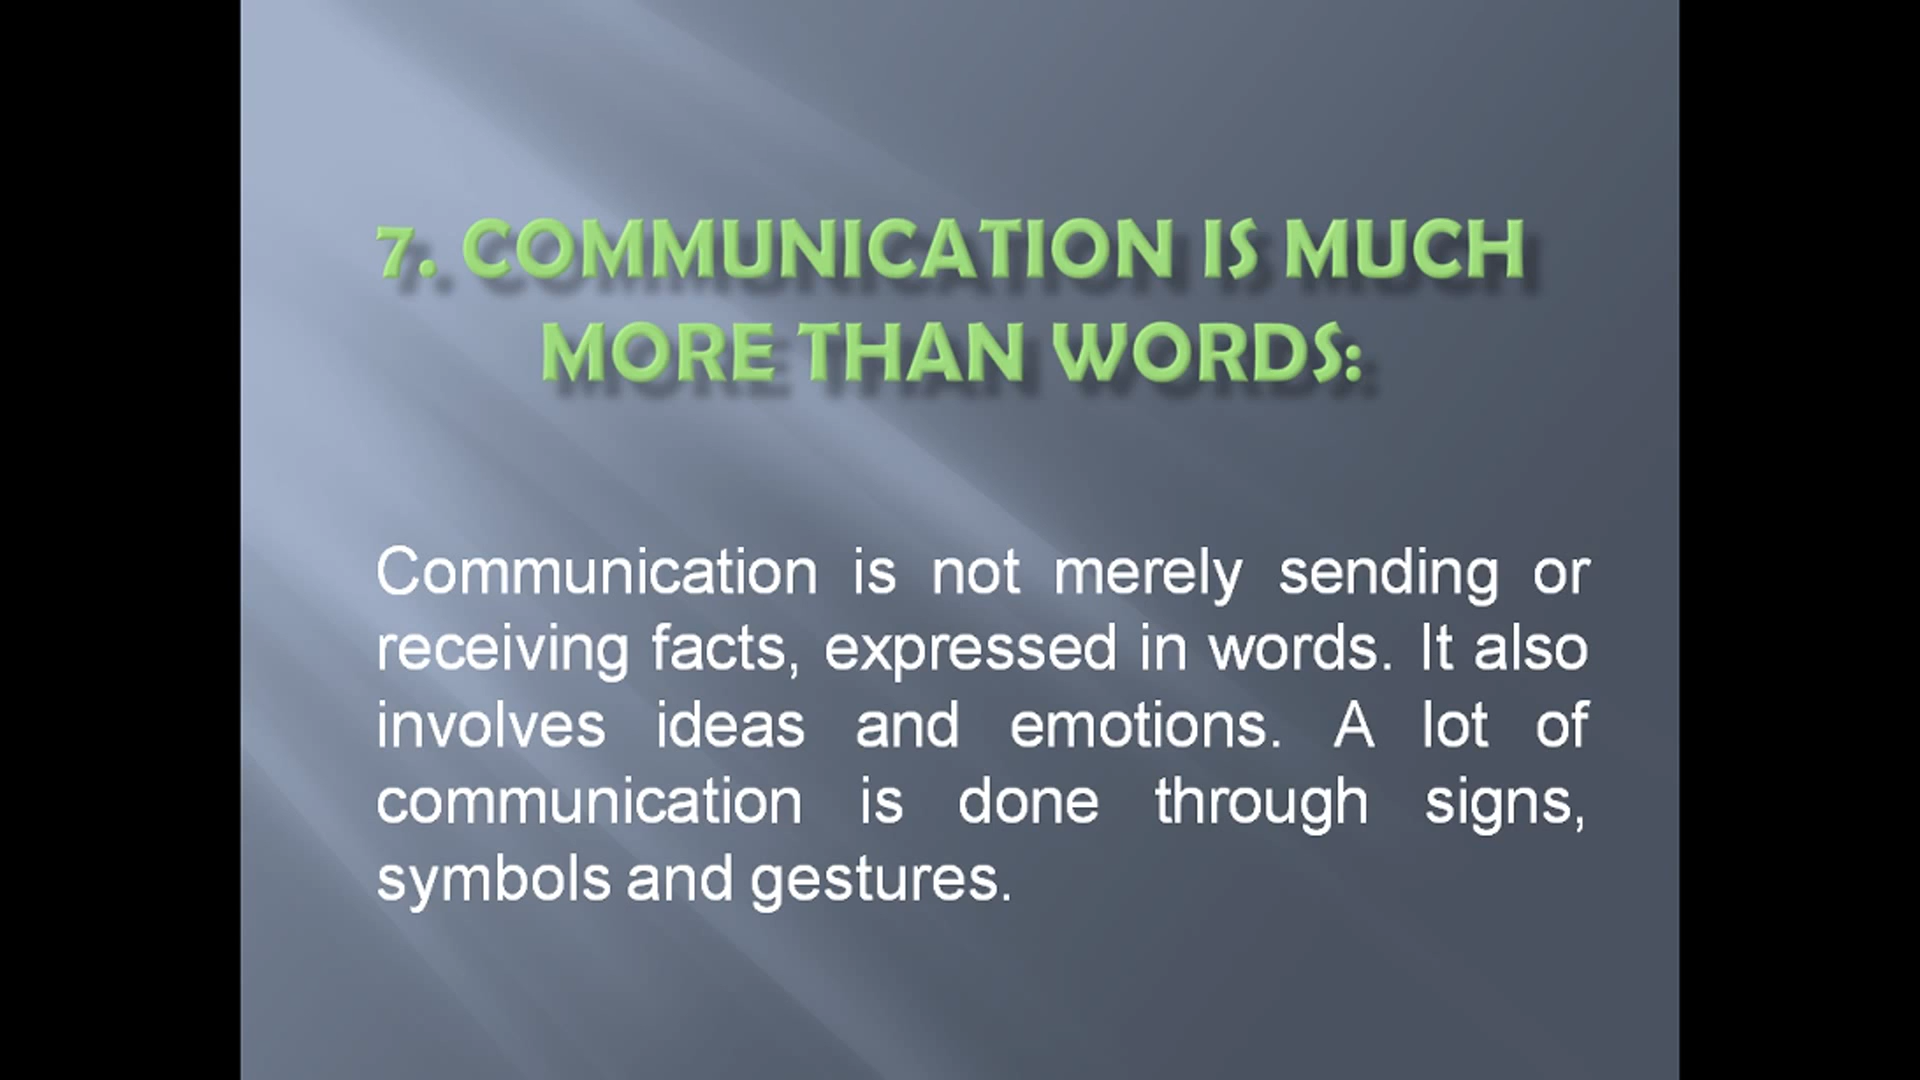 7. COMMUNICATION IS MUCH
MORE THAN WORDS:
Communication is not merely sending or
receiving facts, expressed in words. It also
involves ideas and emotions. A lot of
communication is done through signs,
symbols and gestures.